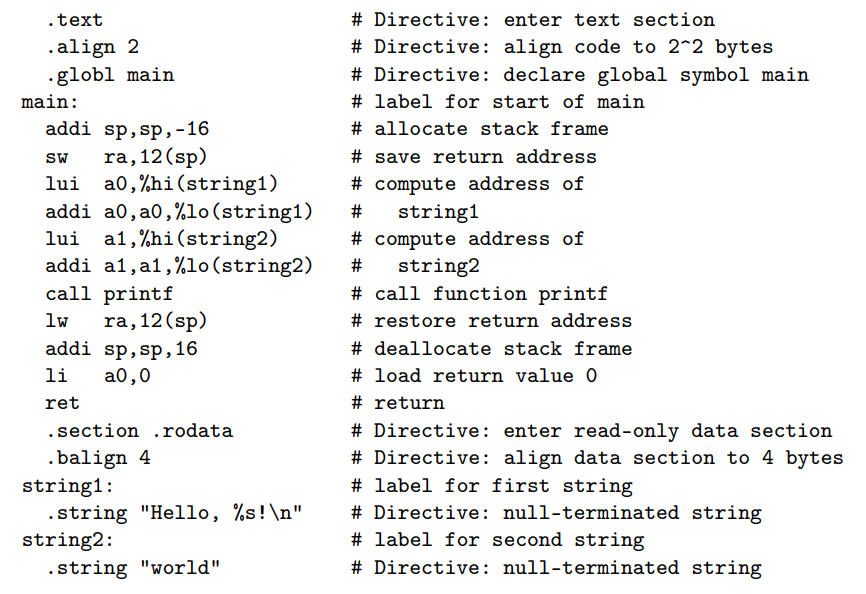 .text # Directive: enter text section
.align 2 # Directive: align code to 2^2 bytes
.globl main # Directive: declare global symbol main
main: # label for start of main
addi sp,sp,-16 # allocate stack frame
sw ra,12(sp) # save return address
lui a0,%hi(string1) # compute address of
addi a0,a0,%lo(string1) # string1
lui a1,%hi(string2) # compute address of
addi a1,a1,%lo(string2) # string2
call printf # call function printf
lw ra,12(sp) # restore return address
addi sp,sp,16 # deallocate stack frame
li a0,0 # load return value 0
ret # return
.section .rodata # Directive: enter read-only data section
.balign 4 # Directive: align data section to 4 bytes
string1: # label for first string
.string "Hello, %s!\n" # Directive: null-terminated string
string2: # label for second string
.string "world" # Directive: null-terminated string